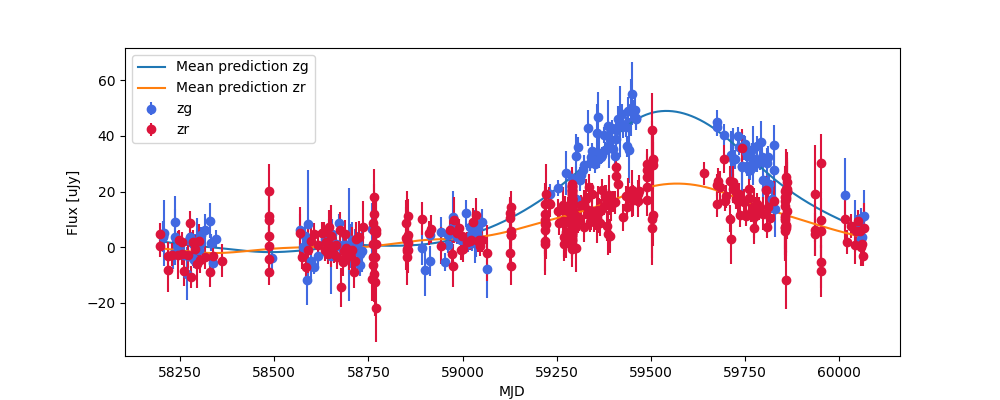 Mean prediction zg
Mean prediction zr
zg
zr
60
40
20
0
−20
Flux [uJy]
58250 58500 58750 59000 59250 59500 59750 60000
MJD